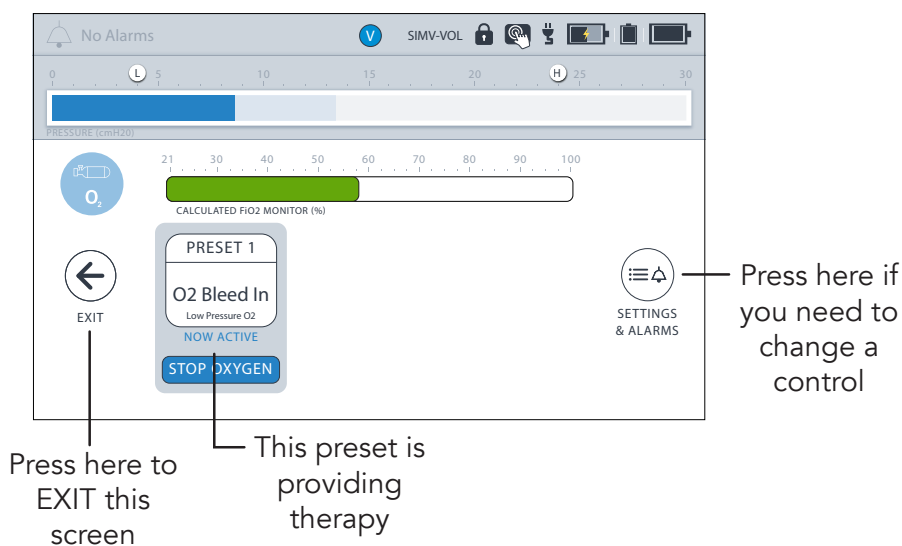 No Alarms
V
SIMV-VOL
0 L 5 10 15 20 H 25 30
PRESSURE (cmH20)
21 30 40 50 60 70 80 90 100
O2
CALCULATED FiO2 MONITOR (%)
PRESET 1
O2 Bleed In
Low Pressure O2
NOW ACTIVE
STOP OXYGEN
EXIT
SETTINGS
& ALARMS
Press here if
you need to
change a
control
Press here to
EXIT this
screen
This preset is
providing
therapy